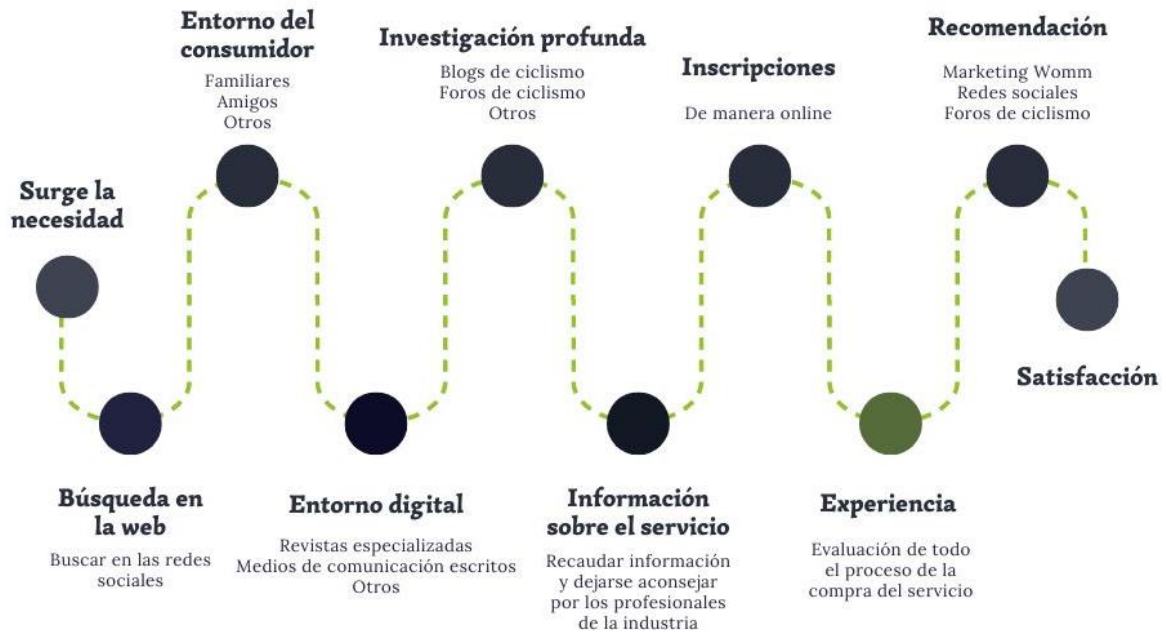 Surge la
necesidad
Búsqueda en
la web
Buscar en las redes
sociales
Entorno del
consumidor
Familiares
Amigos
Otros
Entorno digital
Revistas especializadas
Medios de comunicación escritos
Otros
Investigación profunda
Blogs de ciclismo
Foros de ciclismo
Otros
Información
sobre el servicio
Recaudar información
y dejarse aconsejar
por los profesionales
de la industria
Inscripciones
De manera online
Experiencia
Evaluación de todo
el proceso de la
compra del servicio
Recomendación
Marketing Womm
Redes sociales
Foros de ciclismo
Satisfacción